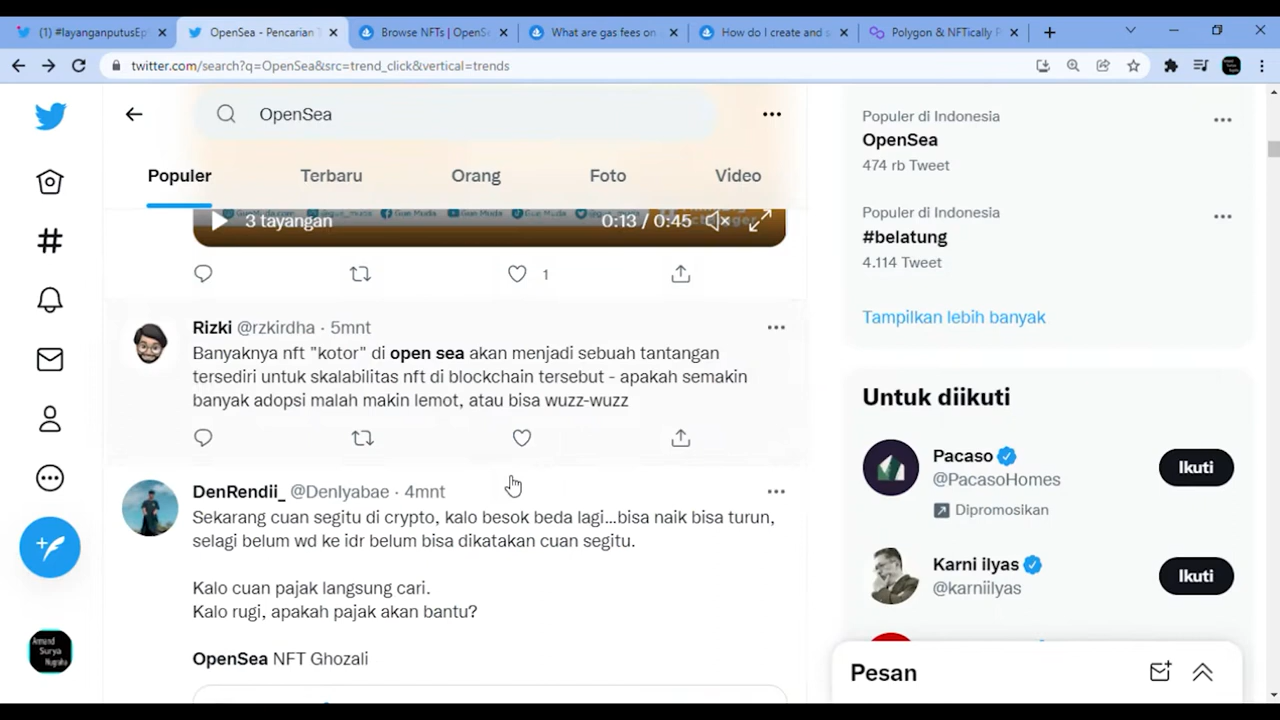 (1) #layanganputusEp
OpenSea - Pencarian
Browse NFTs | OpenSe
What are gas fees on
How do I create and s
Polygon & NFTically P
twitter.com/search?q=OpenSea&src=trend_click&vertical=trends
OpenSea
Populer
Terbaru
Orang
Foto
Video
3 tayangan
0:13 / 0:45
1
Rizki @rzkirdha · 5mnt
Banyaknya nft "kotor" di open sea akan menjadi sebuah tantangan
tersediri untuk skalabilitas nft di blockchain tersebut - apakah semakin
banyak adopsi malah makin lemot, atau bisa wuzz-wuzz
DenRendii_ @DenIyabae · 4mnt
Sekarang cuan segitu di crypto, kalo besok beda lagi...bisa naik bisa turun,
selagi belum wd ke idr belum bisa dikatakan cuan segitu.
Kalo cuan pajak langsung cari.
Kalo rugi, apakah pajak akan bantu?
OpenSea NFT Ghozali
Populer di Indonesia
OpenSea
474 rb Tweet
Populer di Indonesia
#belatung
4.114 Tweet
Tampilkan lebih banyak
Untuk diikuti
Pacaso
@PacasoHomes
Ikuti
Dipromosikan
Karni ilyas
@karniilyas
Ikuti
Pesan
Armand
Surya
Nugraha